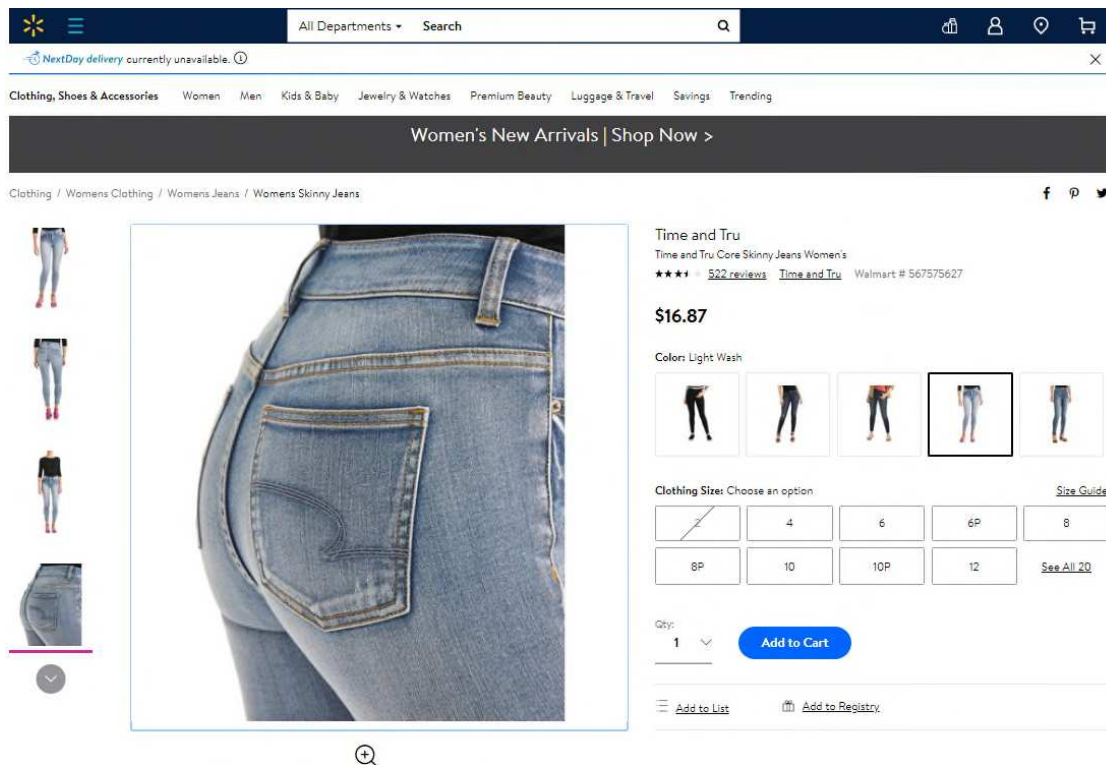 All Departments Search
NextDay delivery currently unavailable.
Clothing, Shoes & Accessories Women Men Kids & Baby Jewelry & Watches Premium Beauty Luggage & Travel Savings Trending
Women's New Arrivals | Shop Now >
Clothing / Womens Clothing / Womens Jeans / Womens Skinny Jeans
Time and Tru
Time and Tru Core Skinny Jeans Women's
522 reviews Time and Tru Walmart # 567575627
$16.87
Color: Light Wash
Clothing Size: Choose an option Size Guide
2 4 6 6P 8
8P 10 10P 12 See All 20
Qty:
1 Add to Cart
Add to List Add to Registry